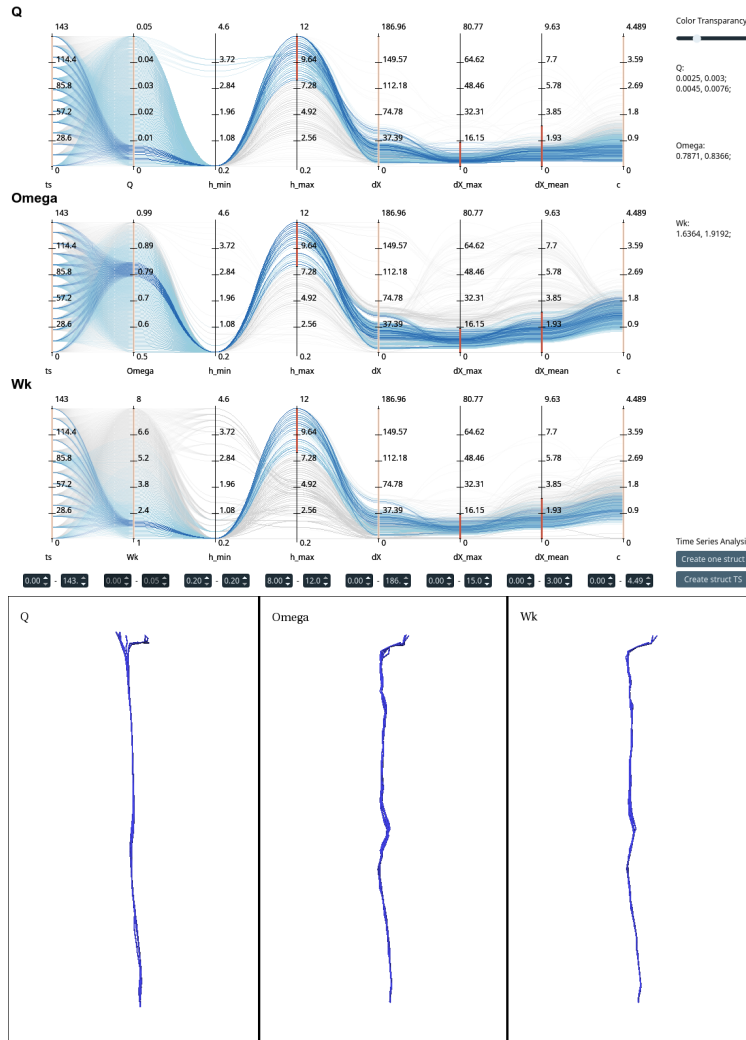 Q
143 0.05 4.6 12 186.96 80.77 9.63 4.489
114.4 0.04 3.72 9.64 149.57 64.62 7.7 3.59
85.8 0.03 2.84 7.28 112.18 48.46 5.78 2.69
57.2 0.02 1.96 4.92 74.78 32.31 3.85 1.8
28.6 0.01 1.08 2.56 37.39 16.15 1.93 0.9
0 0 0.2 0.2 0 0 0 0
ts Q h_min h_max dX dX_max dX_mean c
Color Transparancy
Q:
0.0025, 0.003;
0.0045, 0.0076;
Omega:
0.7871, 0.8366;
Omega
143 0.99 4.6 12 186.96 80.77 9.63 4.489
114.4 0.89 3.72 9.64 149.57 64.62 7.7 3.59
85.8 0.79 2.84 7.28 112.18 48.46 5.78 2.69
57.2 0.7 1.96 4.92 74.78 32.31 3.85 1.8
28.6 0.6 1.08 2.56 37.39 16.15 1.93 0.9
0 0.5 0.2 0.2 0 0 0 0
ts Omega h_min h_max dX dX_max dX_mean c
Wk:
1.6364, 1.9192;
Wk
143 8 4.6 12 186.96 80.77 9.63 4.489
114.4 6.6 3.72 9.64 149.57 64.62 7.7 3.59
85.8 5.2 2.84 7.28 112.18 48.46 5.78 2.69
57.2 3.8 1.96 4.92 74.78 32.31 3.85 1.8
28.6 2.4 1.08 2.56 37.39 16.15 1.93 0.9
0 1 0.2 0.2 0 0 0 0
ts Wk h_min h_max dX dX_max dX_mean c
Time Series Analysi
Create one struct
Create struct TS
0.00 - 143. 0.00 - 0.05 0.20 - 0.20 8.00 - 12.0 0.00 - 186. 0.00 - 15.0 0.00 - 3.00 0.00 - 4.49
Q Omega Wk